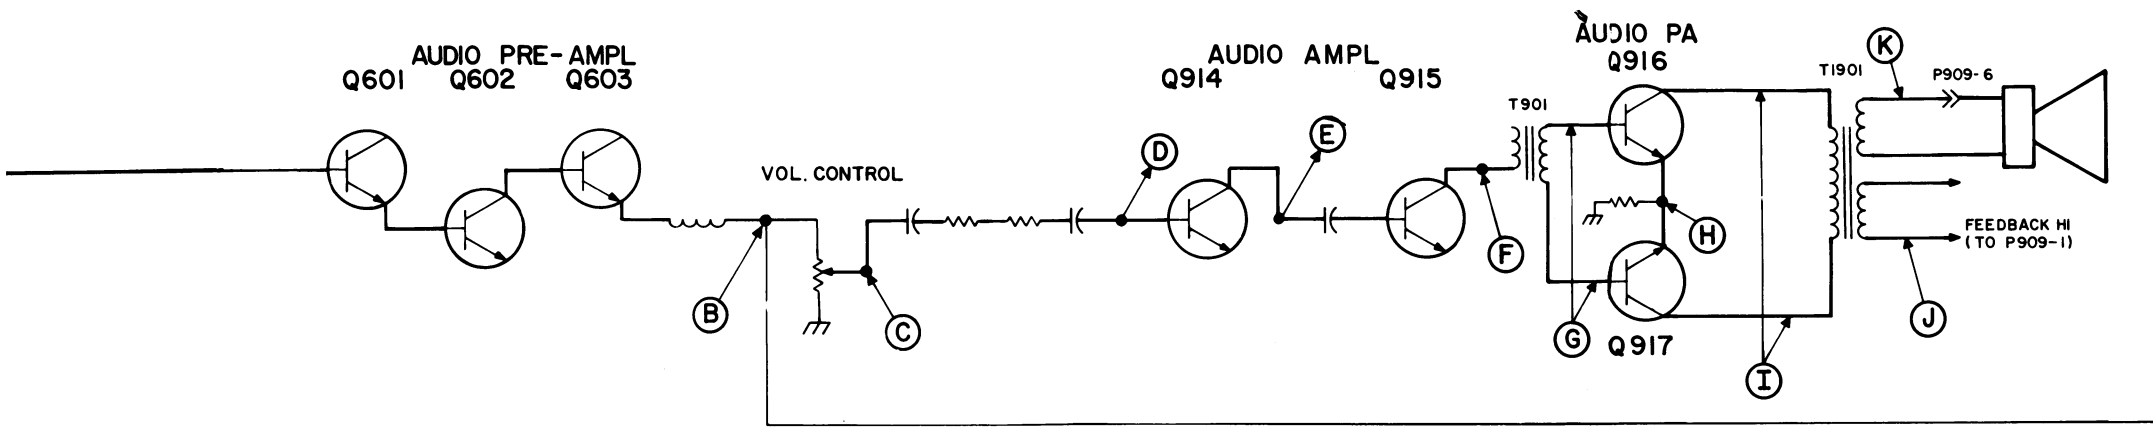 AUDIO PRE-AMPL
Q601 Q602 Q603
VOL. CONTROL
B
C
AUDIO AMPL
Q914 Q915
D
E
F
T901
AUDIO PA
Q916
G
H
Q917
I
T1901
K
P909-6
FEEDBACK HI
(TO P909-1)
J